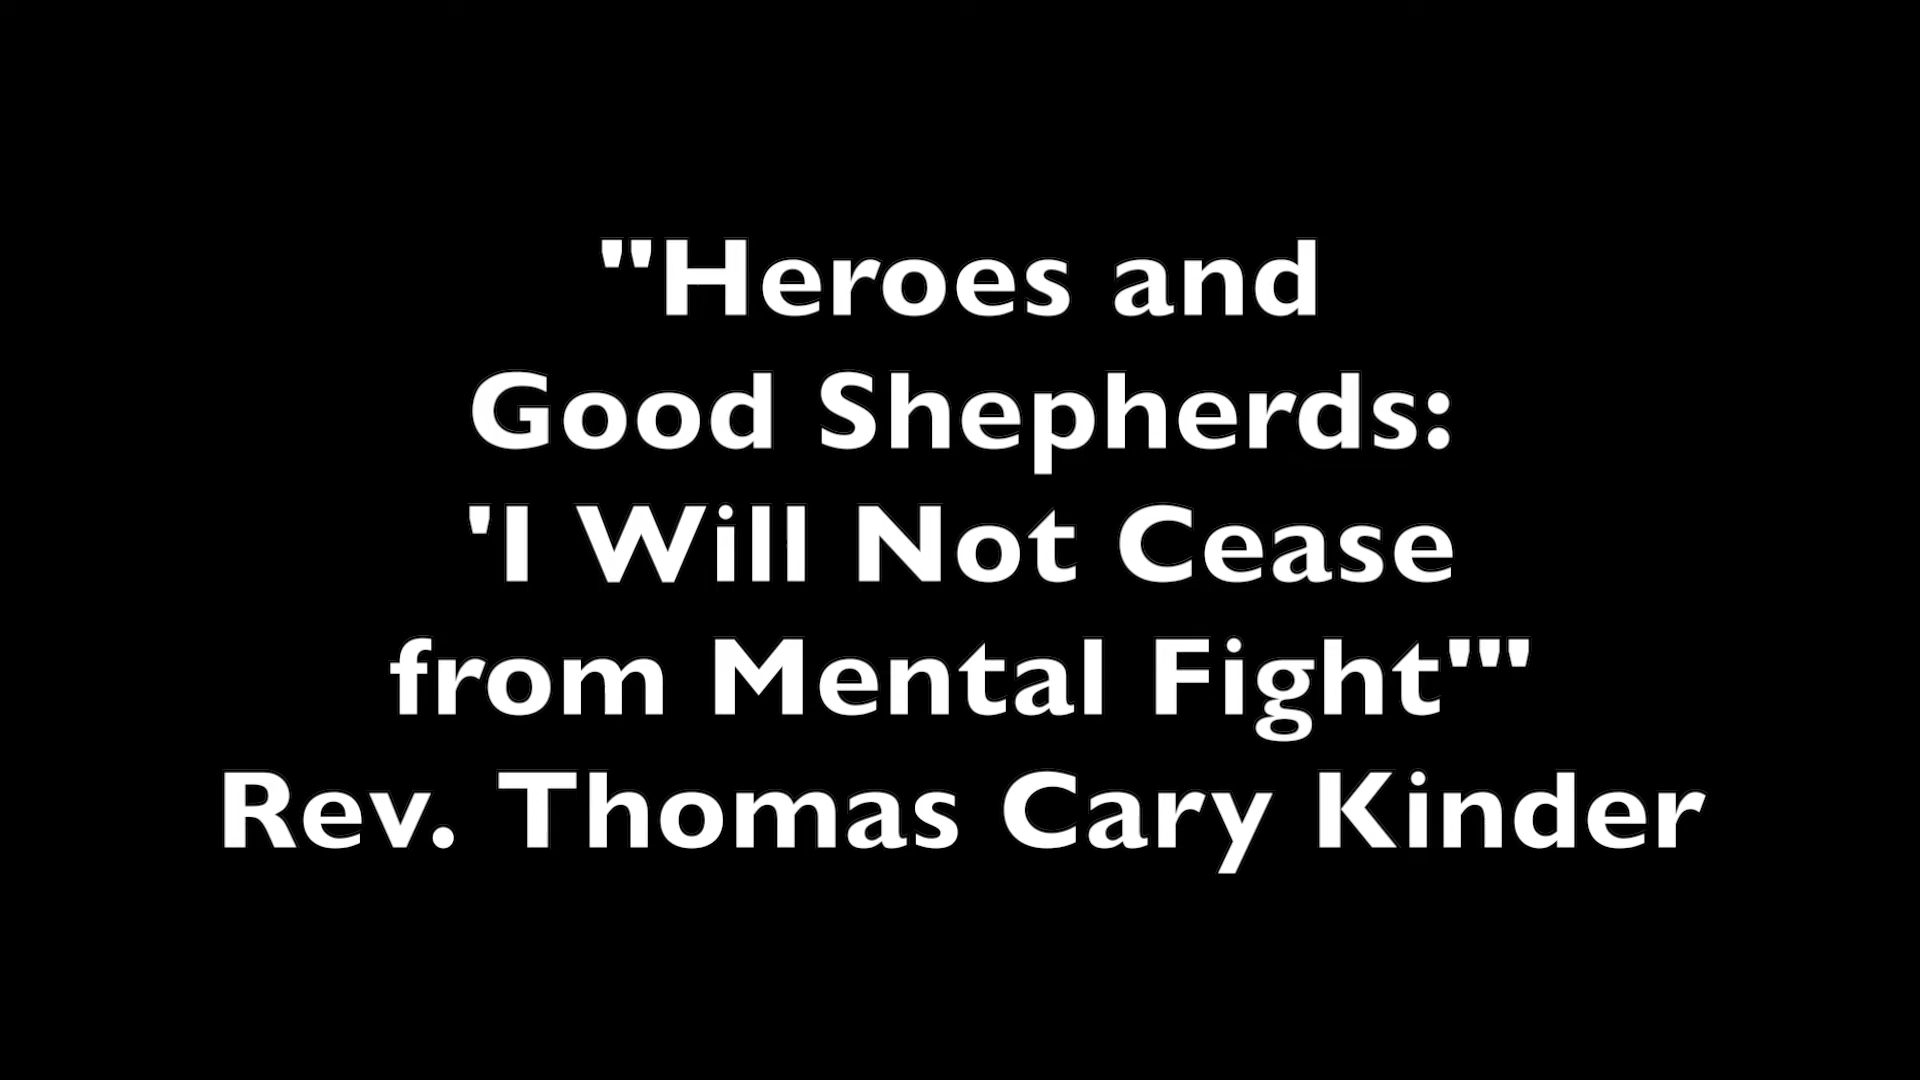 "Heroes and
Good Shepherds:
'I Will Not Cease
from Mental Fight'"
Rev. Thomas Cary Kinder